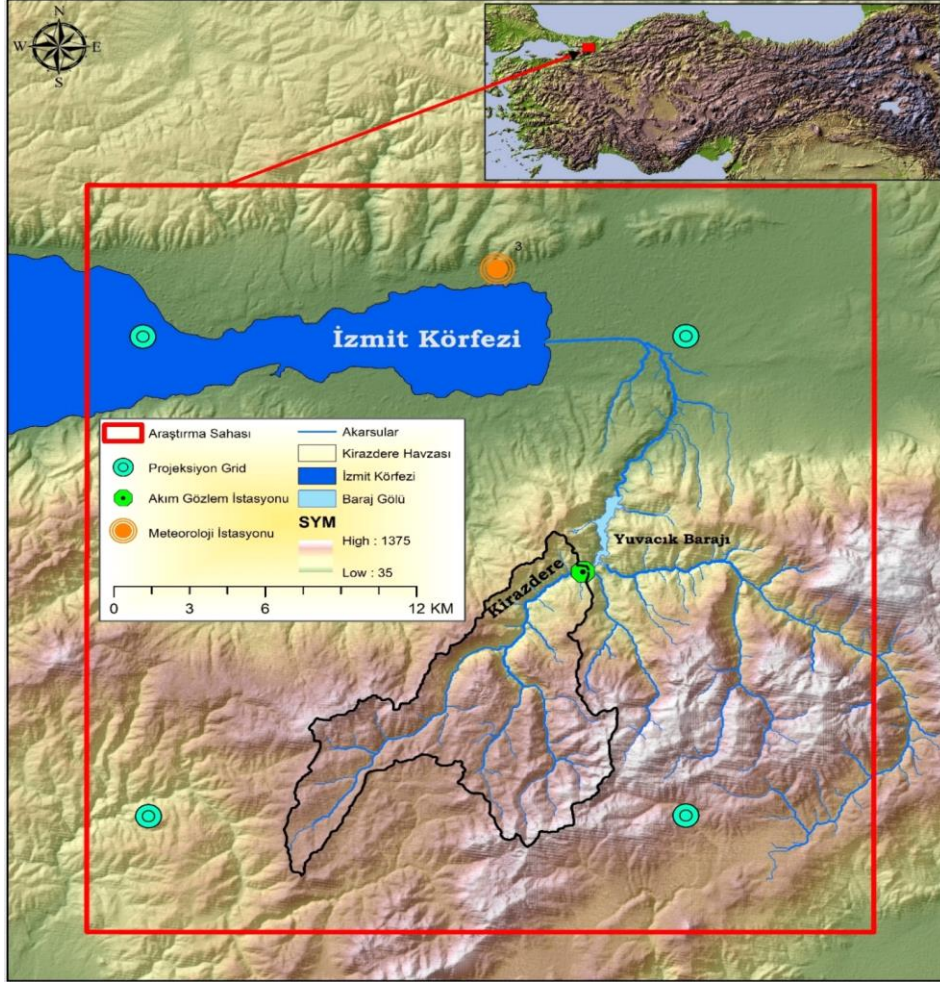 N
W E
S
3
İzmit Körfezi
Araştırma Sahası
Projeksiyon Grid
Akım Gözlem İstasyonu
Meteoroloji İstasyonu
Akarsular
Kirazdere Havzası
İzmit Körfezi
Baraj Gölü
SYM
High : 1375
Low : 35
0 3 6 12 KM
Yuvacık Barajı
Kirazdere